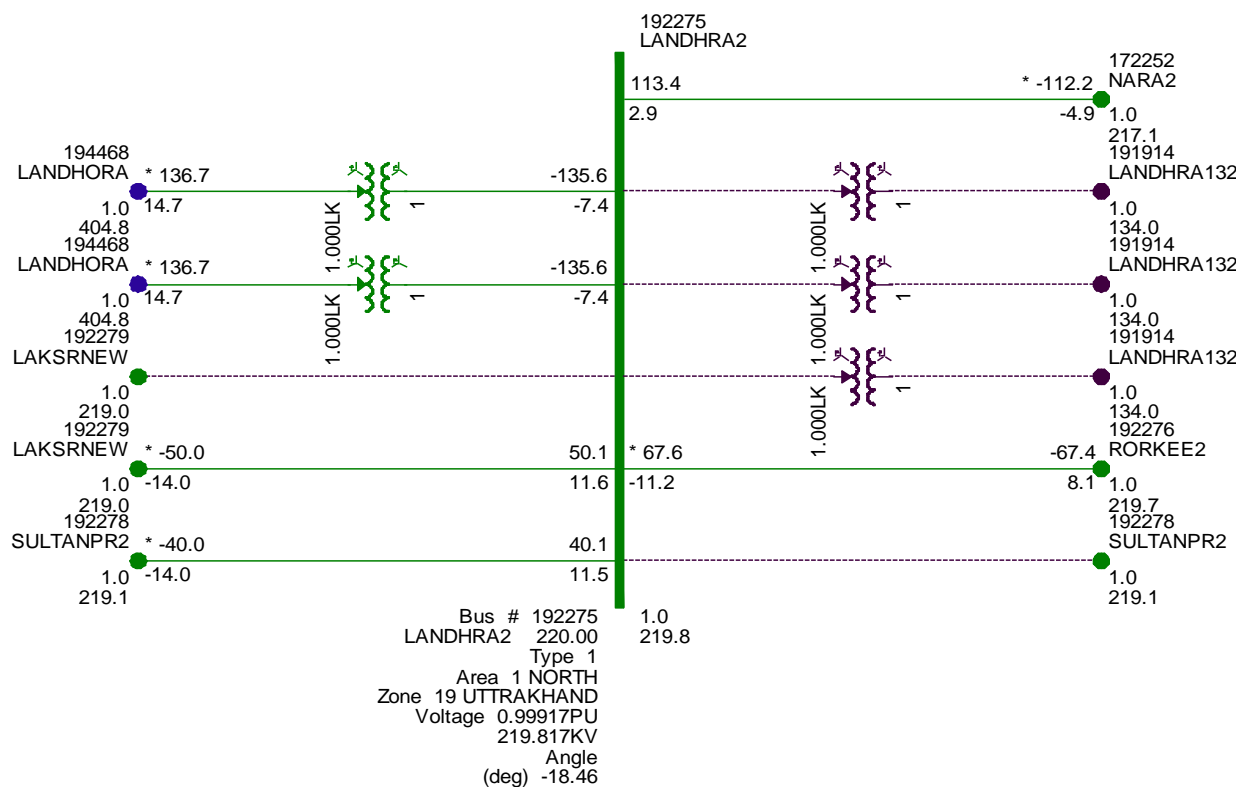 192275
LANDHRA2
113.4
2.9
* -112.2
-4.9
172252
NARA2
1.0
217.1
194468
LANDHORA
1.0
404.8
* 136.7
14.7
1.000LK
1
-135.6
-7.4
1.000LK
1
191914
LANDHRA132
1.0
134.0
194468
LANDHORA
1.0
404.8
* 136.7
14.7
1.000LK
1
-135.6
-7.4
1.000LK
1
191914
LANDHRA132
1.0
134.0
192279
LAKSRNEW
1.0
219.0
1.000LK
1
191914
LANDHRA132
1.0
134.0
192279
LAKSRNEW
1.0
219.0
* -50.0
-14.0
50.1
11.6
* 67.6
-11.2
-67.4
8.1
192276
RORKEE2
1.0
219.7
192278
SULTANPR2
1.0
219.1
* -40.0
-14.0
40.1
11.5
192278
SULTANPR2
1.0
219.1
1.0
219.8
Bus # 192275
LANDHRA2 220.00
Type 1
Area 1 NORTH
Zone 19 UTTRAKHAND
Voltage 0.99917PU
219.817KV
Angle
(deg) -18.46